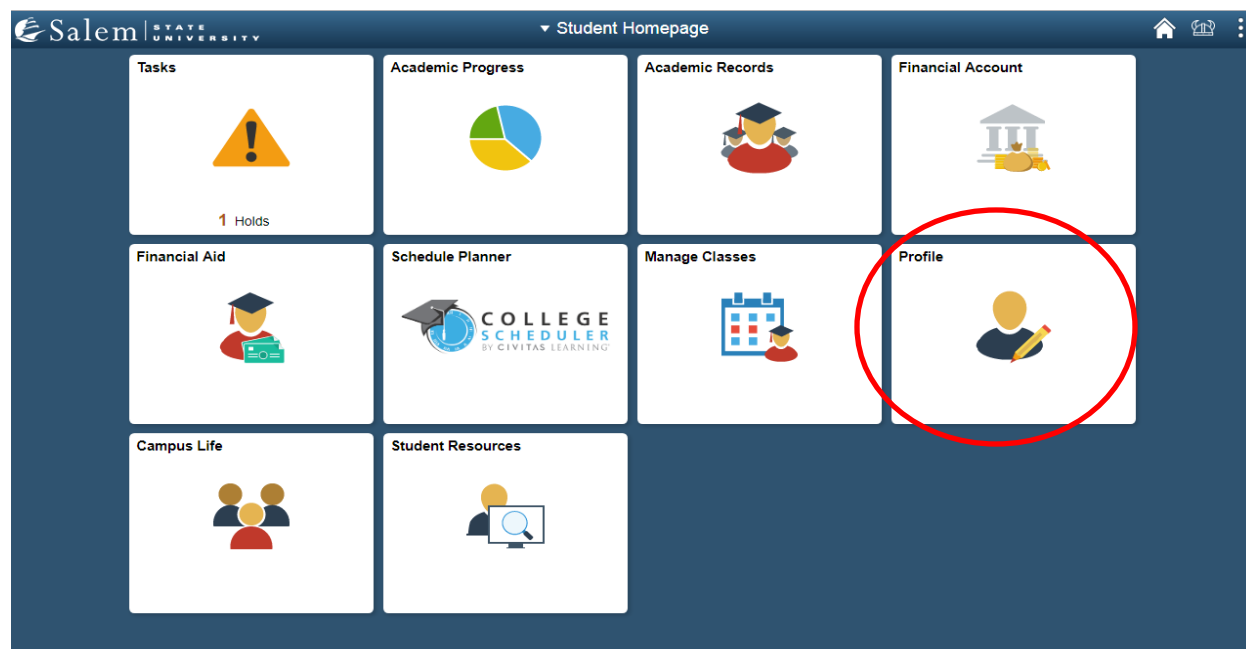 Salem STATE UNIVERSITY
Student Homepage
Tasks
Academic Progress
Academic Records
Financial Account
1 Holds
Financial Aid
Schedule Planner
Manage Classes
Profile
COLLEGE
SCHEDULER
BY CIVITAS LEARNING
Campus Life
Student Resources